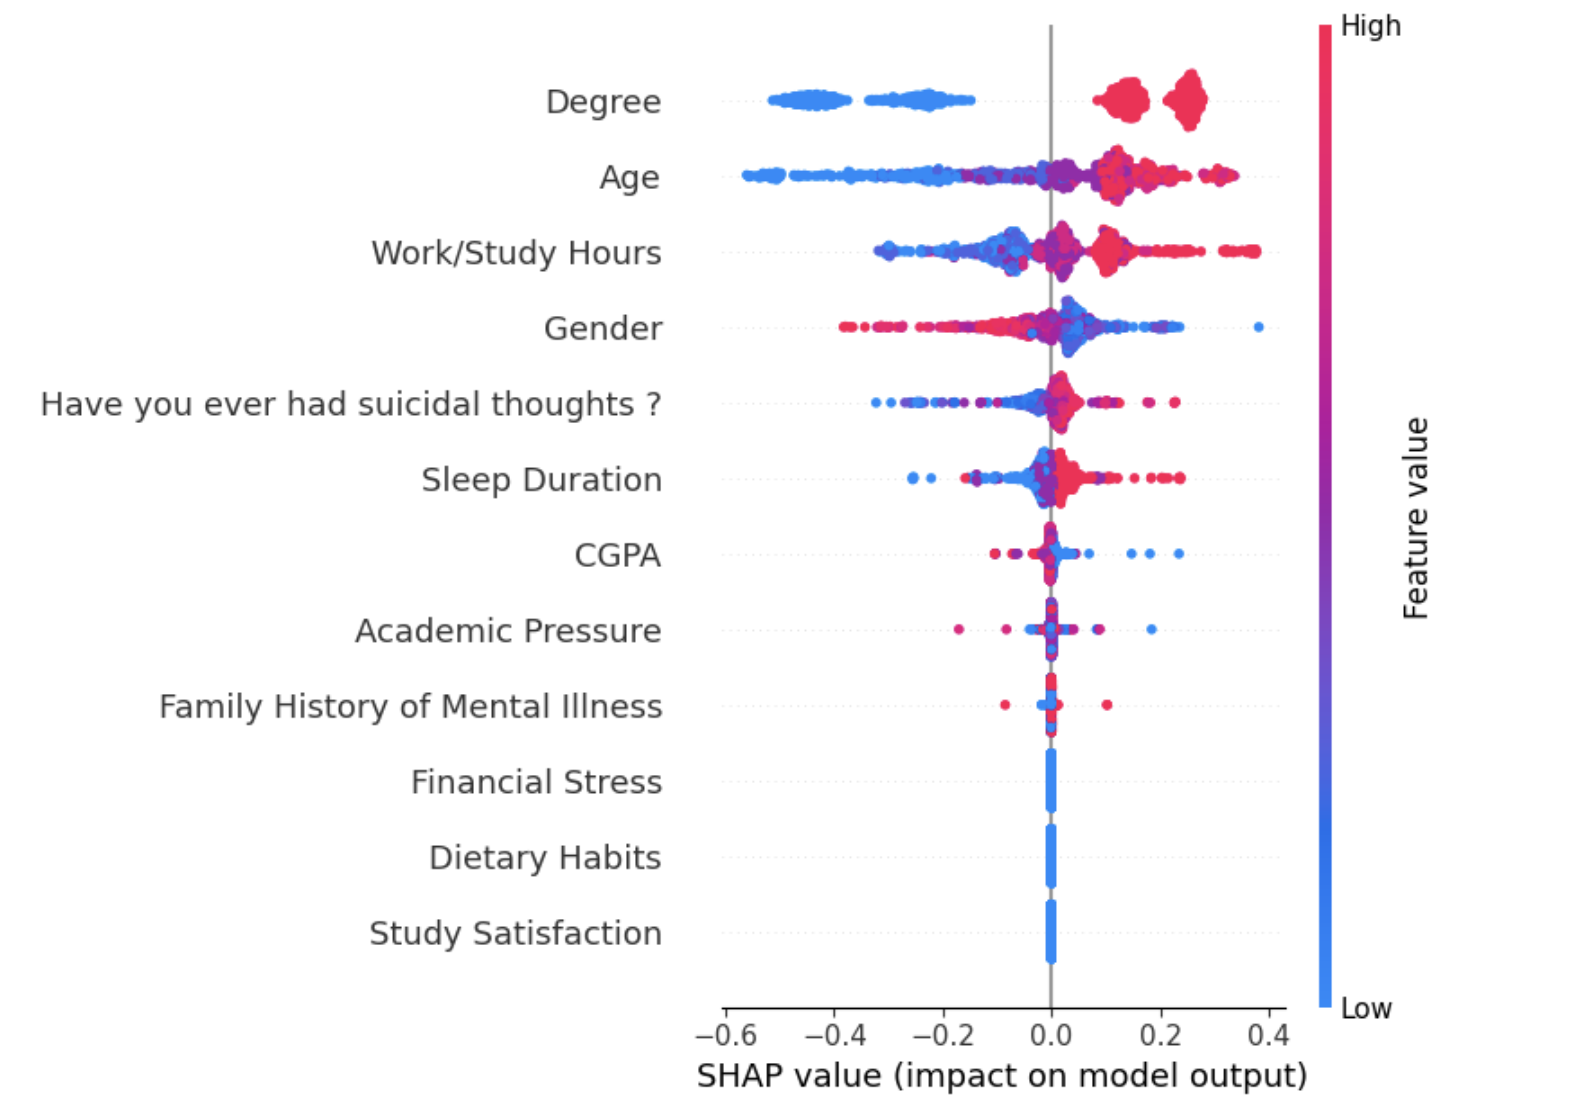 High
Degree
Age
Work/Study Hours
Gender
Have you ever had suicidal thoughts ?
Sleep Duration
CGPA
Academic Pressure
Family History of Mental Illness
Financial Stress
Dietary Habits
Study Satisfaction
Feature value
Low
−0.6 −0.4 −0.2 0.0 0.2 0.4
SHAP value (impact on model output)